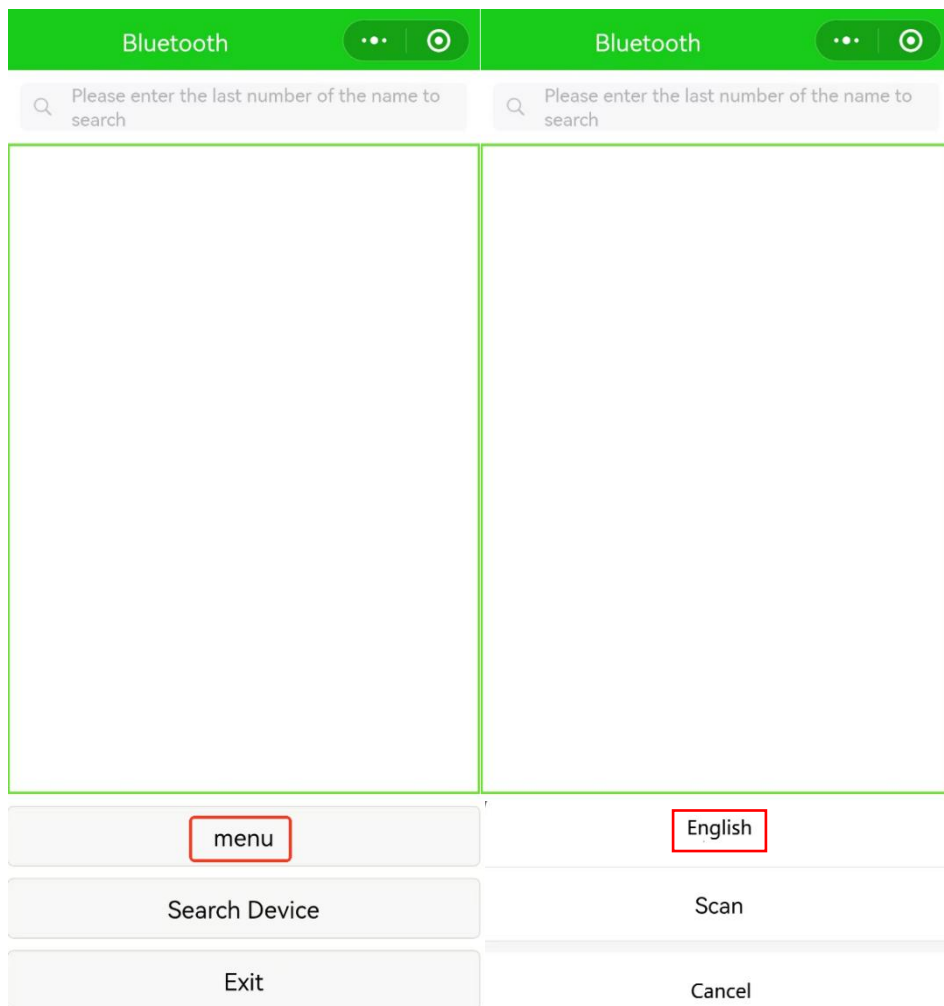 Bluetooth
Please enter the last number of the name to
search
menu
Search Device
Exit
Bluetooth
Please enter the last number of the name to
search
English
Scan
Cancel